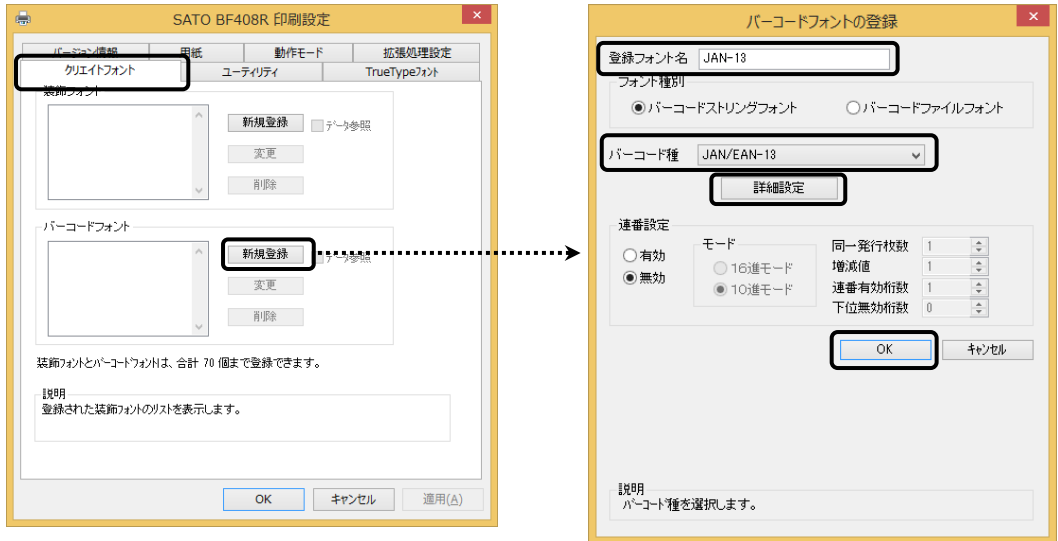 SATO BF408R 印刷設定
バージョン情報
用紙
動作モード
拡張処理設定
クリエイトフォント
ユーティリティ
TrueTypeフォント
装飾フォント
新規登録
データ参照
変更
削除
バーコードフォント
新規登録
データ参照
変更
削除
装飾フォントとバーコードフォントは、合計 70 個まで登録できます。
説明
登録された装飾フォントのリストを表示します。
OK
キャンセル
適用(A)
バーコードフォントの登録
登録フォント名
JAN-13
フォント種別
バーコードストリングフォント
バーコードファイルフォント
バーコード種
JAN/EAN-13
詳細設定
連番設定
有効
無効
モード
16進モード
10進モード
同一発行枚数
1
増減値
1
連番有効桁数
1
下位無効桁数
0
OK
キャンセル
説明
バーコード種を選択します。